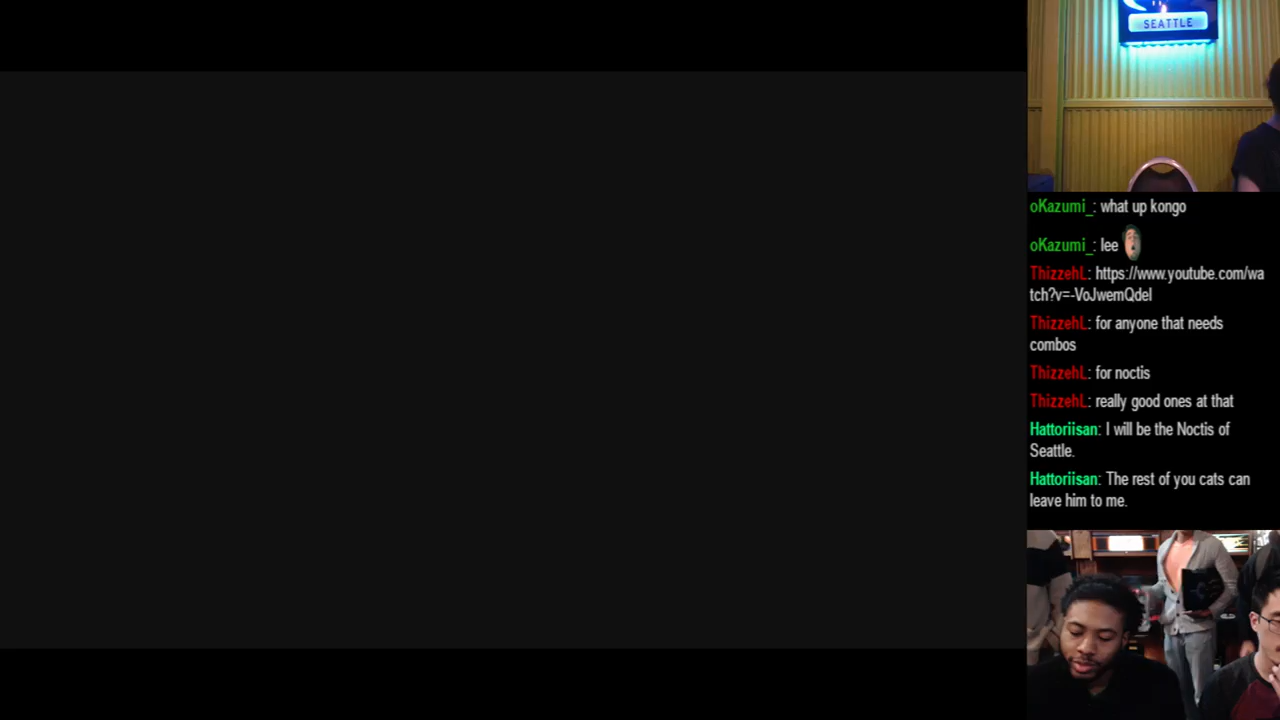 SEATTLE
oKazumi_: what up kongo
oKazumi_: lee
ThizzehL: https://www.youtube.com/wa
tch?v=-VoJwemQdeI
ThizzehL: for anyone that needs
combos
ThizzehL: for noctis
ThizzehL: really good ones at that
Hattoriisan: I will be the Noctis of
Seattle.
Hattoriisan: The rest of you cats can
leave him to me.